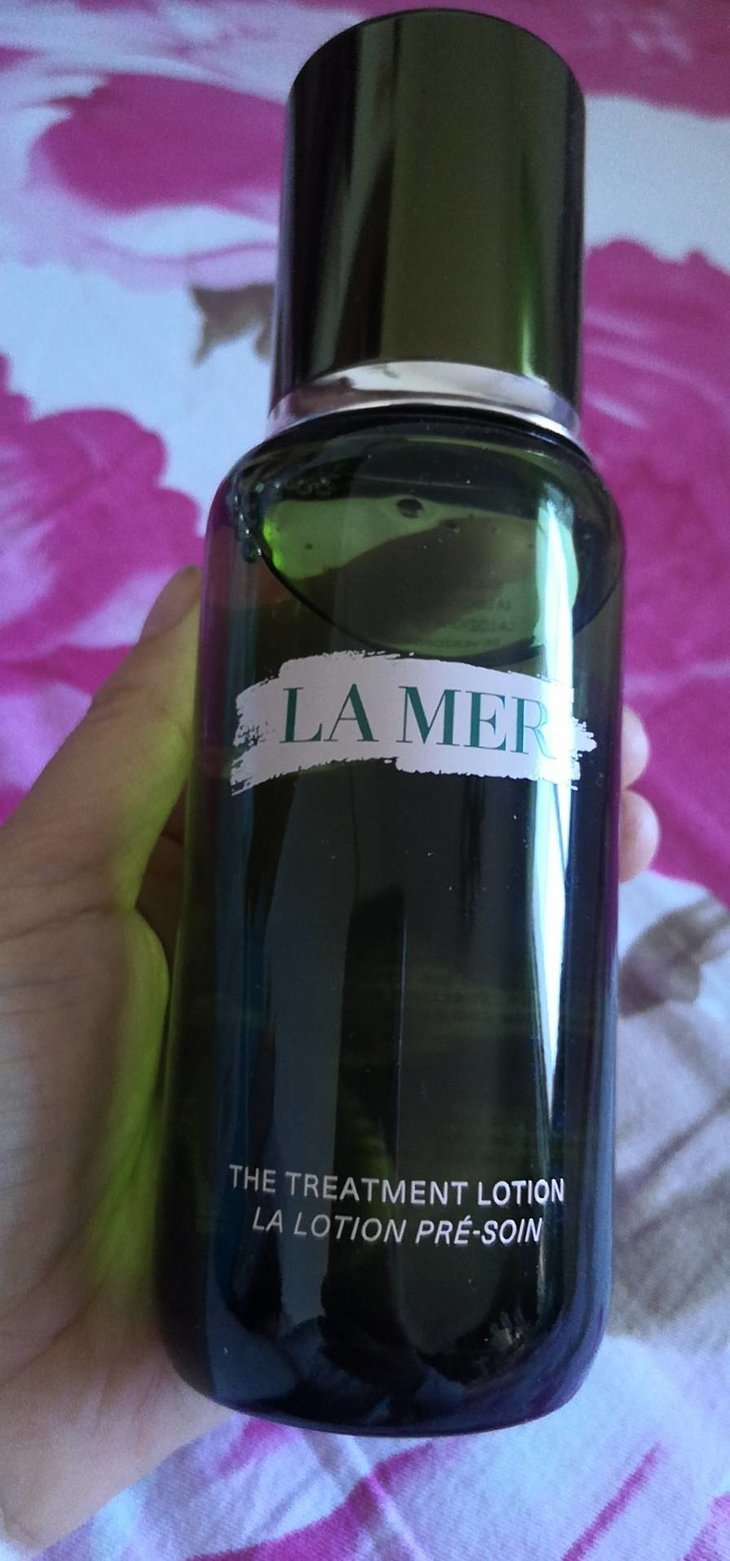 LA MER
THE TREATMENT LOTION
LA LOTION PRÉ-SOIN